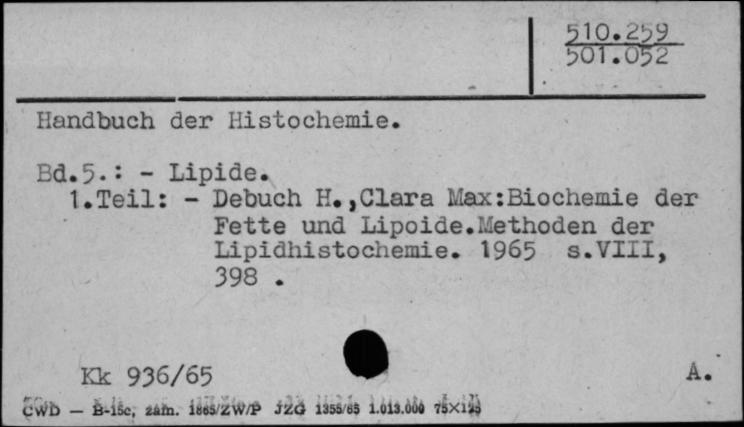 510.259
501.052
Handbuch der Histochemie.
Bd.5.: - Lipide.
1.Teil: - Debuch H.,Clara Max:Biochemie der
Fette und Lipoide.Methoden der
Lipidhistochemie. 1965 s.VIII,
398 .
Kk 936/65
A.
CWD — B-15c, zam. 1865/ZW/P JZG 1355/65 1.013.000 75×125